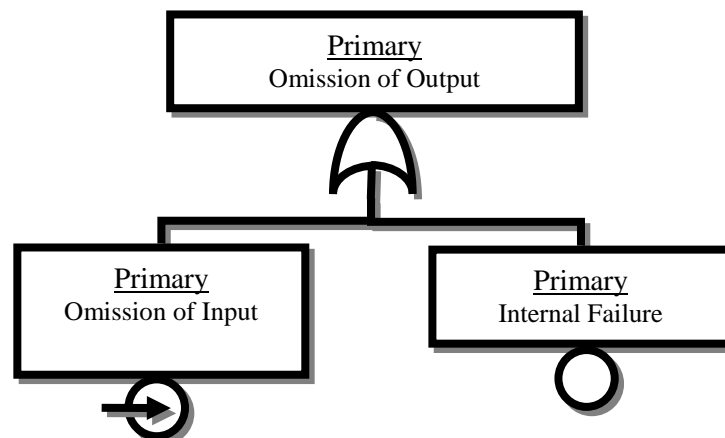 Primary
Omission of Output
Primary
Omission of Input
Primary
Internal Failure